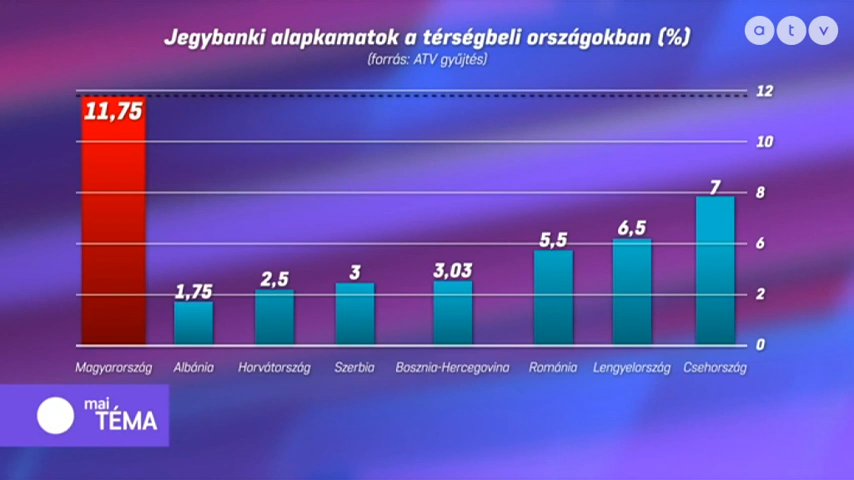 Jegybanki alapkamatok a térségbeli országokban (%)
(forrás: ATV gyűjtés)
atv
12
10
8
6
2
0
11,75
1,75
2,5
3
3,03
5,5
6,5
7
Magyarország
Albánia
Horvátország
Szerbia
Bosznia-Hercegovina
Románia
Lengyelország
Csehország
mai
TÉMA